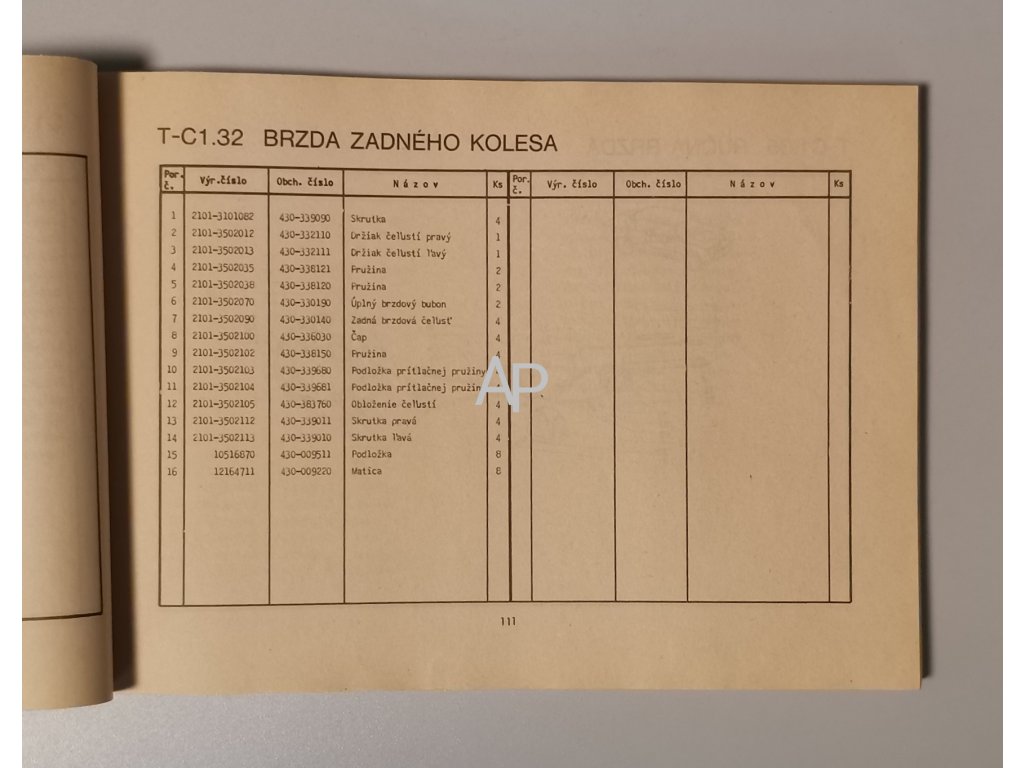 T-C1.32 BRZDA ZADNÉHO KOLESA
Por. č. Výr.číslo Obch. číslo Názov Ks Por. č. Výr. číslo Obch. číslo Názov Ks
1 2101-3101082 430-339090 Skrutka 4
2 2101-3502012 430-332110 Držiak čeľustí pravý 1
3 2101-3502013 430-332111 Držiak čeľustí ľavý 1
4 2101-3502035 430-338121 Pružina 2
5 2101-3502038 430-338120 Pružina 2
6 2101-3502070 430-330190 Úplný brzdový bubon 2
7 2101-3502090 430-330140 Zadná brzdová čeľusť 4
8 2101-3502100 430-336030 Čap 4
9 2101-3502102 430-338150 Pružina 4
10 2101-3502103 430-339680 Podložka prítlačnej pružiny
11 2101-3502104 430-339681 Podložka prítlačnej
12 2101-3502105 430-383760 Obloženie čeľustí 4
13 2101-3502112 430-339011 Skrutka pravá 4
14 2101-3502113 430-339010 Skrutka ľavá 4
15 10516870 430-009511 Podložka 8
16 12164711 430-009220 Matica 8
AP
111